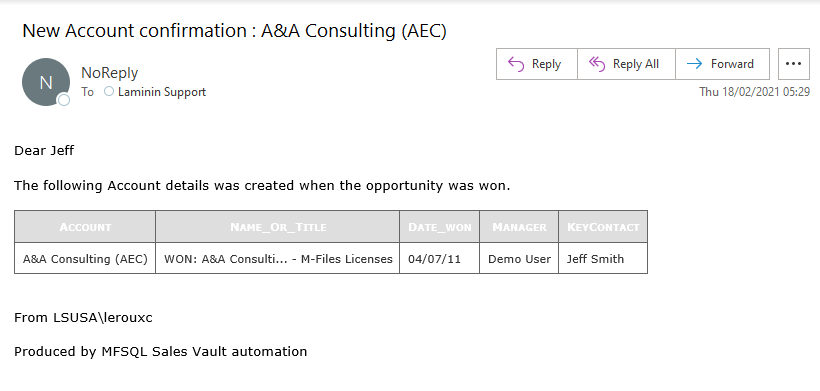 New Account confirmation : A&A Consulting (AEC)
N
NoReply
To Laminin Support
Reply
Reply All
Forward
...
Thu 18/02/2021 05:29
Dear Jeff
The following Account details was created when the opportunity was won.
Account Name_Or_Title Date_won Manager KeyContact
A&A Consulting (AEC) WON: A&A Consulti... - M-Files Licenses 04/07/11 Demo User Jeff Smith
From LSUSA\lerouxc
Produced by MFSQL Sales Vault automation